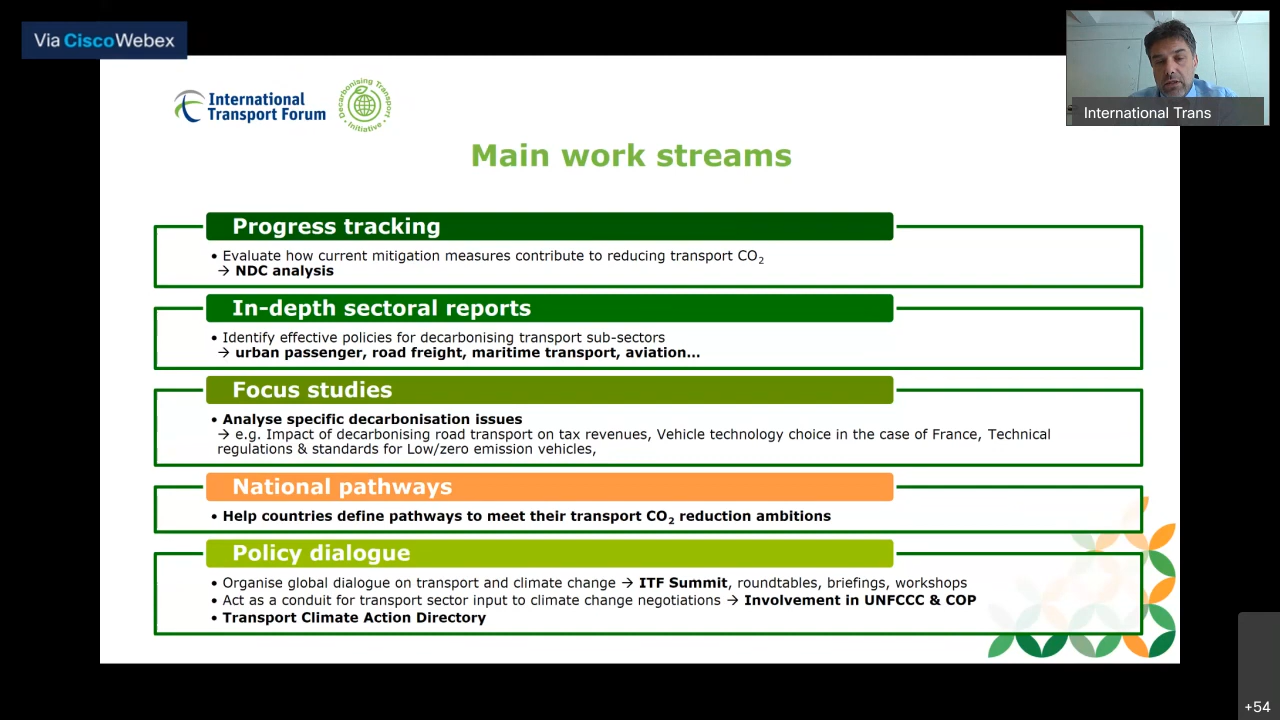 Via CiscoWebex
International
Transport Forum
Decarbonising Transport
Initiative
International Trans
Main work streams
Progress tracking
• Evaluate how current mitigation measures contribute to reducing transport CO₂
→ NDC analysis
In-depth sectoral reports
• Identify effective policies for decarbonising transport sub-sectors
→ urban passenger, road freight, maritime transport, aviation...
Focus studies
• Analyse specific decarbonisation issues
→ e.g. Impact of decarbonising road transport on tax revenues, Vehicle technology choice in the case of France, Technical
regulations & standards for Low/zero emission vehicles,
National pathways
• Help countries define pathways to meet their transport CO₂ reduction ambitions
Policy dialogue
• Organise global dialogue on transport and climate change → ITF Summit, roundtables, briefings, workshops
• Act as a conduit for transport sector input to climate change negotiations → Involvement in UNFCCC & COP
• Transport Climate Action Directory
+54